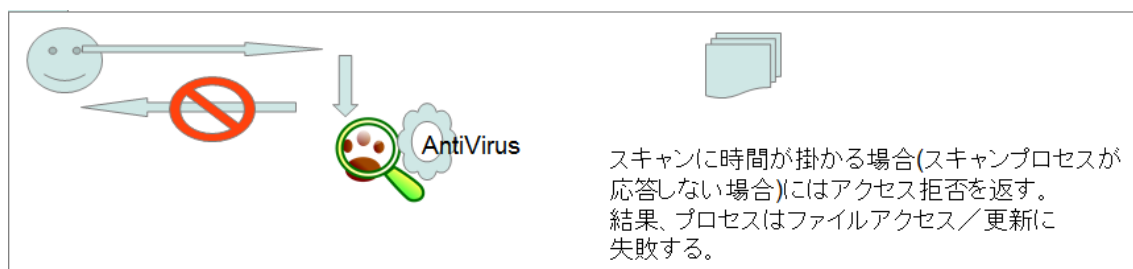 AntiVirus
スキャンに時間が掛かる場合(スキャンプロセスが
応答しない場合)にはアクセス拒否を返す。
結果、プロセスはファイルアクセス／更新に
失敗する。